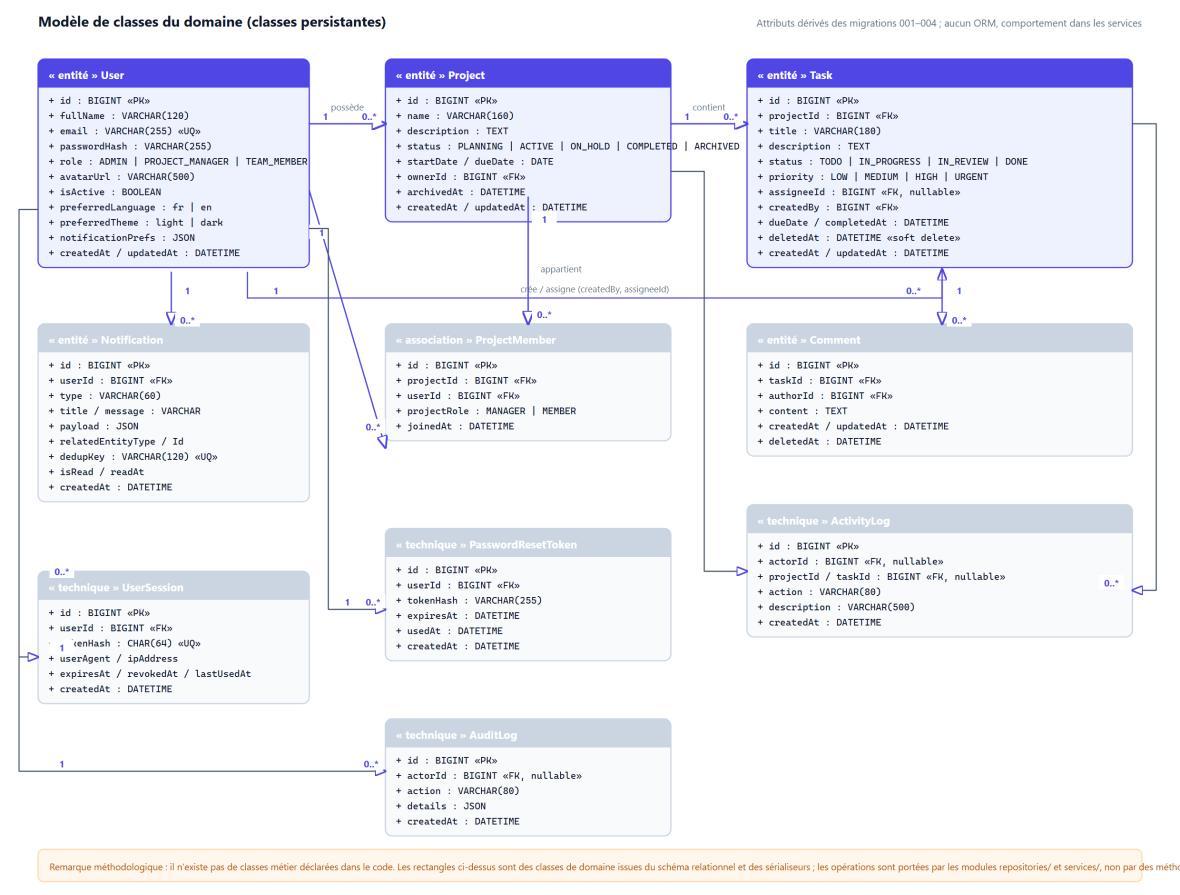 Modèle de classes du domaine (classes persistantes)
Attributs dérivés des migrations 001–004 ; aucun ORM, comportement dans les services
« entité » User
+ id : BIGINT «PK»
+ fullName : VARCHAR(120)
+ email : VARCHAR(255) «UQ»
+ passwordHash : VARCHAR(255)
+ role : ADMIN | PROJECT_MANAGER | TEAM_MEMBER
+ avatarUrl : VARCHAR(500)
+ isActive : BOOLEAN
+ preferredLanguage : fr | en
+ preferredTheme : light | dark
+ notificationPrefs : JSON
+ createdAt / updatedAt : DATETIME
possède
1
0..*
« entité » Project
+ id : BIGINT «PK»
+ name : VARCHAR(160)
+ description : TEXT
+ status : PLANNING | ACTIVE | ON_HOLD | COMPLETED | ARCHIVED
+ startDate / dueDate : DATE
+ ownerId : BIGINT «FK»
+ archivedAt : DATETIME
+ createdAt / updatedAt : DATETIME
contient
1
0..*
« entité » Task
+ id : BIGINT «PK»
+ projectId : BIGINT «FK»
+ title : VARCHAR(180)
+ description : TEXT
+ status : TODO | IN_PROGRESS | IN_REVIEW | DONE
+ priority : LOW | MEDIUM | HIGH | URGENT
+ assigneeId : BIGINT «FK, nullable»
+ createdBy : BIGINT «FK»
+ dueDate / completedAt : DATETIME
+ deletedAt : DATETIME «soft delete»
+ createdAt / updatedAt : DATETIME
1
1
appartient
crée / assigne (createdBy, assigneeId)
1
1
0..*
1
0..*
0..*
0..*
« entité » Notification
+ id : BIGINT «PK»
+ userId : BIGINT «FK»
+ type : VARCHAR(60)
+ title / message : VARCHAR
+ payload : JSON
+ relatedEntityType / Id
+ dedupKey : VARCHAR(120) «UQ»
+ isRead / readAt
+ createdAt : DATETIME
« association » ProjectMember
+ id : BIGINT «PK»
+ projectId : BIGINT «FK»
+ userId : BIGINT «FK»
+ projectRole : MANAGER | MEMBER
+ joinedAt : DATETIME
0..*
« entité » Comment
+ id : BIGINT «PK»
+ taskId : BIGINT «FK»
+ authorId : BIGINT «FK»
+ content : TEXT
+ createdAt / updatedAt : DATETIME
+ deletedAt : DATETIME
0..*
« technique » UserSession
+ id : BIGINT «PK»
+ userId : BIGINT «FK»
kenHash : CHAR(64) «UQ»
1
+ userAgent / ipAddress
+ expiresAt / revokedAt / lastUsedAt
+ createdAt : DATETIME
« technique » PasswordResetToken
+ id : BIGINT «PK»
+ userId : BIGINT «FK»
+ tokenHash : VARCHAR(255)
+ expiresAt : DATETIME
+ usedAt : DATETIME
+ createdAt : DATETIME
1
0..*
« technique » ActivityLog
+ id : BIGINT «PK»
+ actorId : BIGINT «FK, nullable»
+ projectId / taskId : BIGINT «FK, nullable»
+ action : VARCHAR(80)
+ description : VARCHAR(500)
+ createdAt : DATETIME
0..*
1
0..*
« technique » AuditLog
+ id : BIGINT «PK»
+ actorId : BIGINT «FK, nullable»
+ action : VARCHAR(80)
+ details : JSON
+ createdAt : DATETIME
Remarque méthodologique : il n'existe pas de classes métier déclarées dans le code. Les rectangles ci-dessus sont des classes de domaine issues du schéma relationnel et des sérialiseurs ; les opérations sont portées par les modules repositories/ et services/, non par des métho